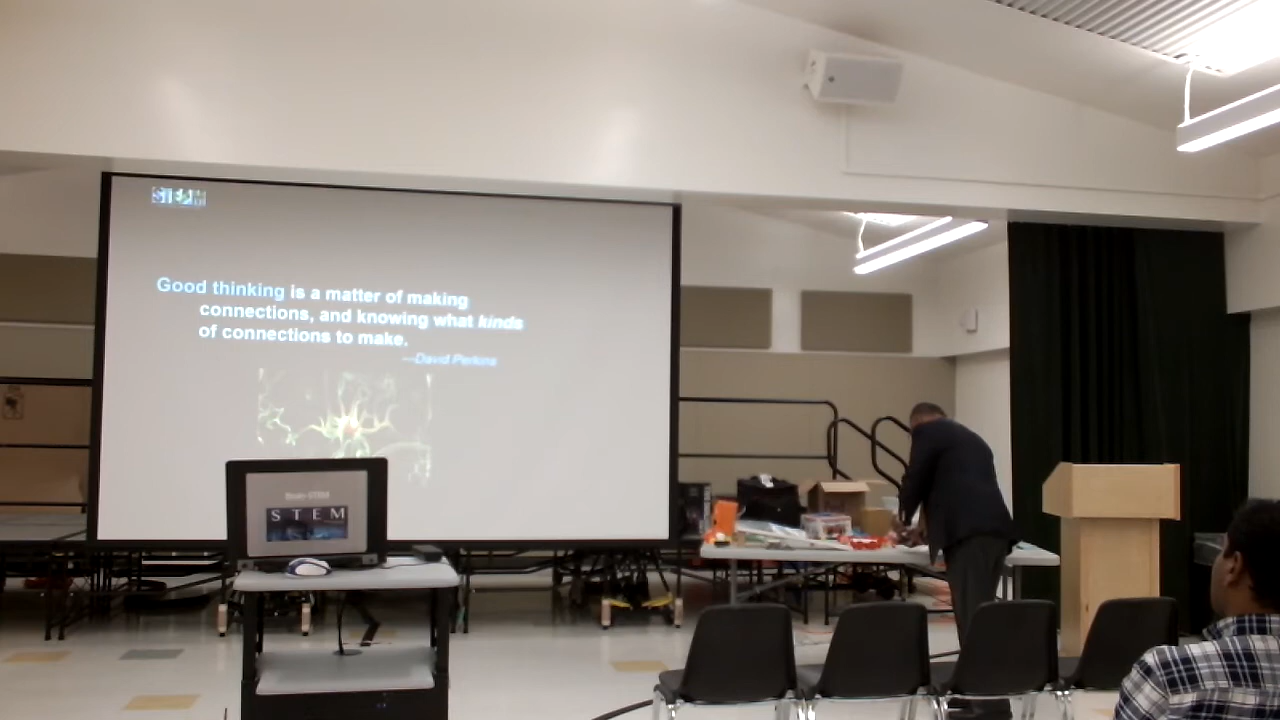 STEM
Good thinking is a matter of making
connections, and knowing what kinds
of connections to make.
—David Perkins
STEM